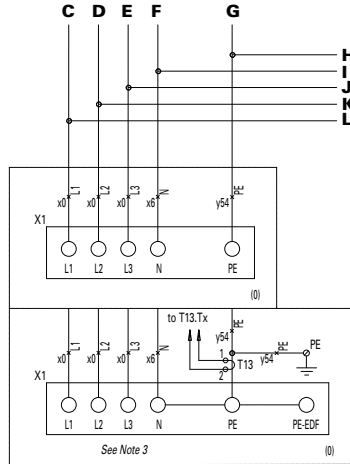 C D E F G
H
I
J
K
L
x0 L1 x0 L2 x0 L3 x6 N y54 PE
X1
L1 L2 L3 N PE
(0)
to T13.Tx
x0 L1 x0 L2 x0 L3 x6 N y54 PE
1 y54 PE PE
T13
2
X1
L1 L2 L3 N PE PE-EDF
See Note 3 (0)